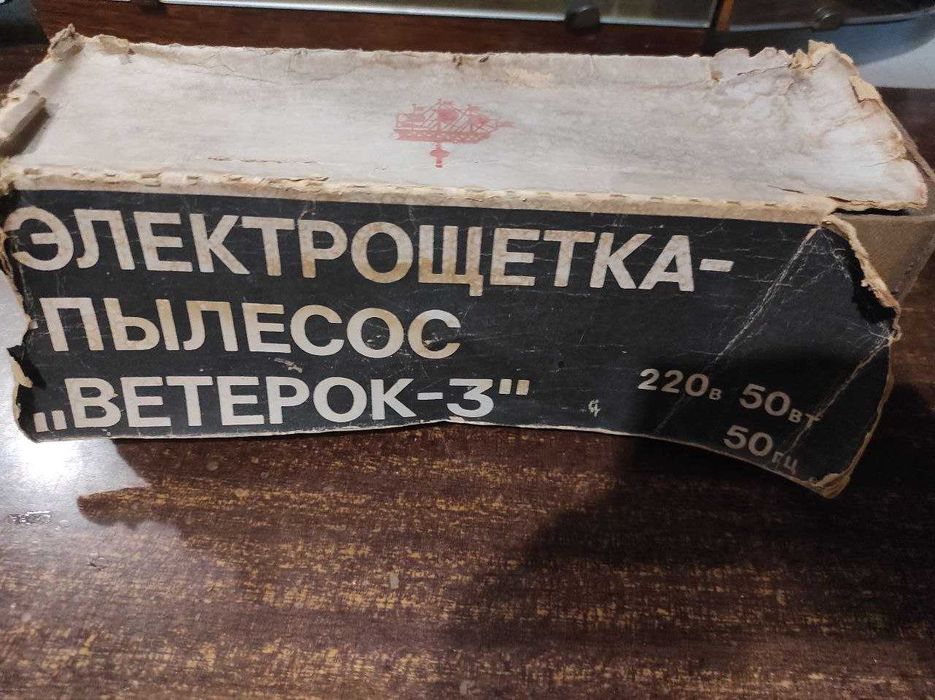 ЭЛЕКТРОЩЕТКА-
ПЫЛЕСОС
„ВЕТЕРОК-3"
220в 50вт
50гц